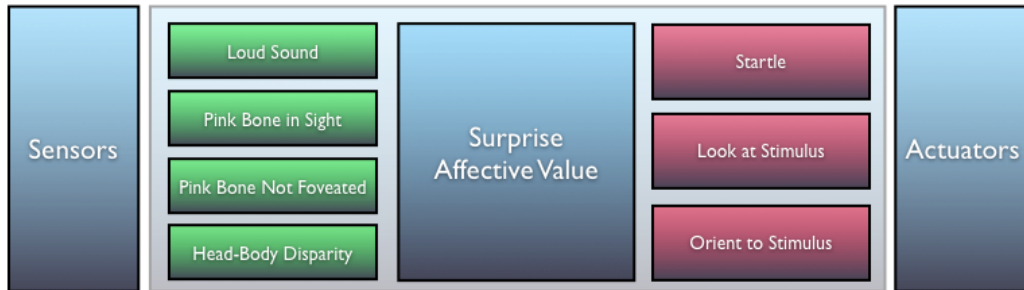 Sensors
Loud Sound
Pink Bone in Sight
Pink Bone Not Foveated
Head-Body Disparity
Surprise
Affective Value
Startle
Look at Stimulus
Orient to Stimulus
Actuators